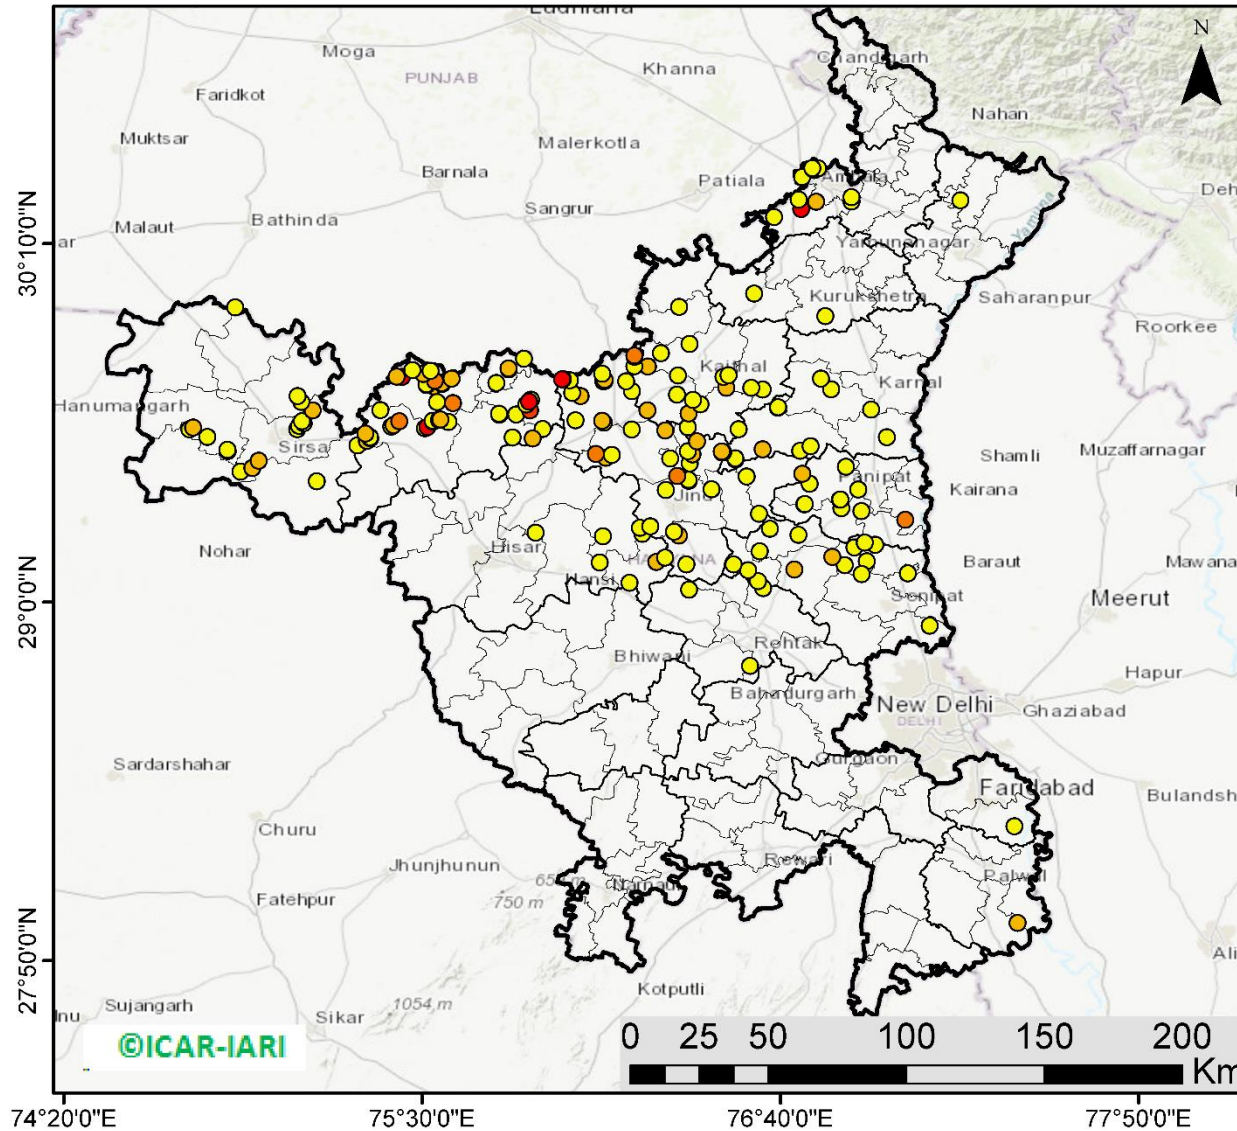 Ludhiana
N
Moga
Chandigarh
Khanna
PUNJAB
Faridkot
Nahan
Muktsar
Malerkotla
Barnala
Patiala
Ambala
Sangrur
Malaut
Bathinda
Yamuna
Yamunanagar
30°10'0"N
Kurukshetra
Saharanpur
Roorkee
Kaithal
Karnal
Hanumangarh
Sirsa
Shamli
Muzaffarnagar
Panipat
Kairana
Jind
Nohar
Hisar
HARYANA
Baraut
Mawana
Hansi
29°0'0"N
Sonipat
Meerut
Rohtak
Bhiwani
Hapur
Bahadurgarh
New Delhi
DELHI
Ghaziabad
Gurgaon
Sardarshahar
Faridabad
Bulandsh
Churu
Rewari
Jhunjhunun
Narnaul
Palwal
750 m
Fatehpur
27°50'0"N
Ali
Kotputli
Sujangarh
1054 m
Sikar
©ICAR-IARI
0 25 50 100 150 200
Km
74°20'0"E 75°30'0"E 76°40'0"E 77°50'0"E